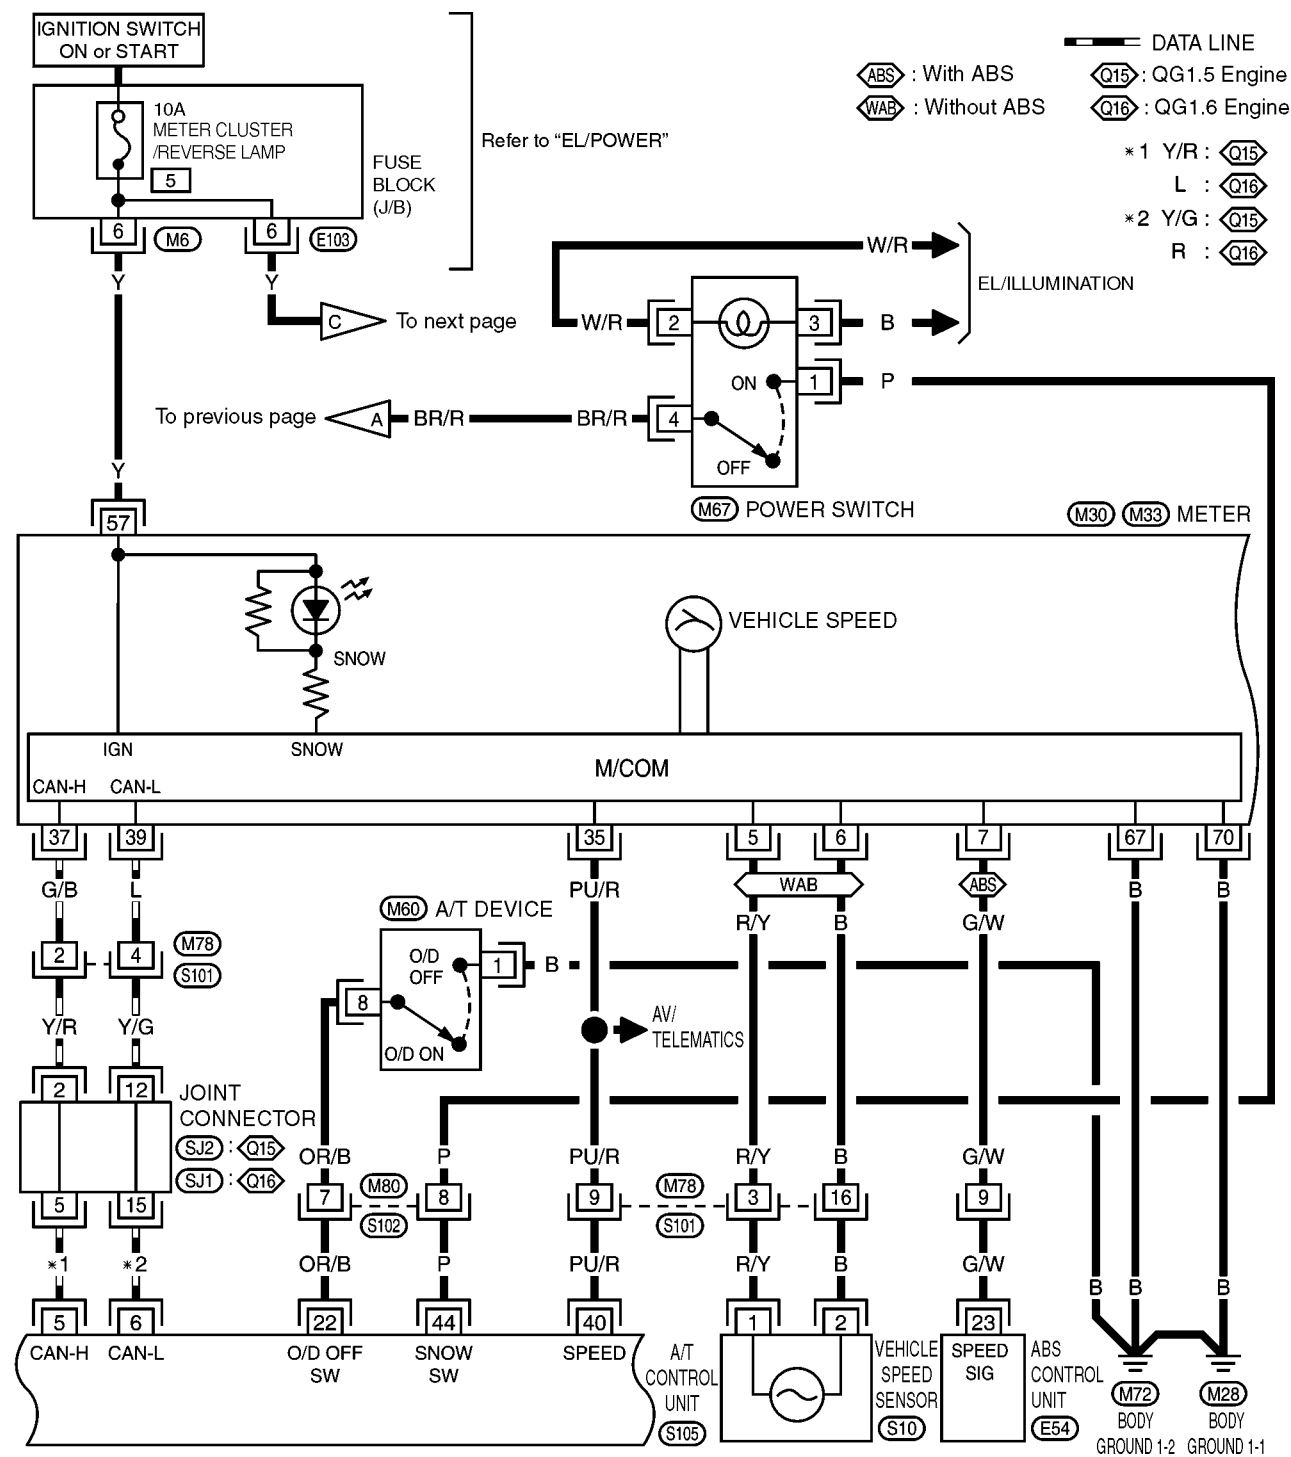 IGNITION SWITCH
ON or START
10A
METER CLUSTER
/REVERSE LAMP
5
FUSE
BLOCK
(J/B)
Refer to “EL/POWER”
DATA LINE
ABS : With ABS
Q15 : QG1.5 Engine
WAB : Without ABS
Q16 : QG1.6 Engine
*1 Y/R : Q15
L : Q16
*2 Y/G : Q15
R : Q16
6 M6 6 E103
Y Y
C To next page
W/R
EL/ILLUMINATION
W/R 2 3 B
ON 1 P
To previous page A BR/R BR/R 4
OFF
Y
M67 POWER SWITCH
57
M30 M33 METER
VEHICLE SPEED
SNOW
IGN SNOW
M/COM
CAN-H CAN-L
37 39 35 5 6 7 67 70
G/B L PU/R WAB ABS B B
M60 A/T DEVICE
R/Y B G/W
2 4 M78
S101
O/D
OFF
1 B
8
O/D ON
Y/R Y/G
AV/
TELEMATICS
2 12
JOINT
CONNECTOR
SJ2 : Q15
SJ1 : Q16
OR/B P PU/R R/Y B G/W
5 15 7 M80 8 9 M78 3 16 9
S102 S101
*1 *2 OR/B P PU/R R/Y B G/W B B B
5 6 22 44 40 1 2 23
CAN-H CAN-L O/D OFF
SW
SNOW
SW
SPEED
A/T
CONTROL
UNIT
S105
VEHICLE
SPEED
SENSOR
S10
SPEED
SIG
ABS
CONTROL
UNIT
E54
M72
BODY
GROUND 1-2
M28
BODY
GROUND 1-1